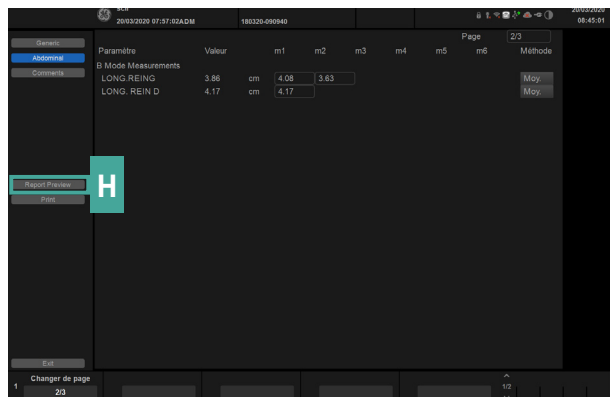 20/03/2020
20/03/2020 07:57:02ADM 180320-090940 08:45:01
Generic
Abdominal
Comments
Report Preview
Print
Exit
Page 2/3
Paramètre Valeur m1 m2 m3 m4 m5 m6 Méthode
B Mode Measurements
LONG.REING 3.86 cm 4.08 3.63 Moy.
LONG. REIN D 4.17 cm 4.17 Moy.
H
Changer de page
1 2/3 1/2